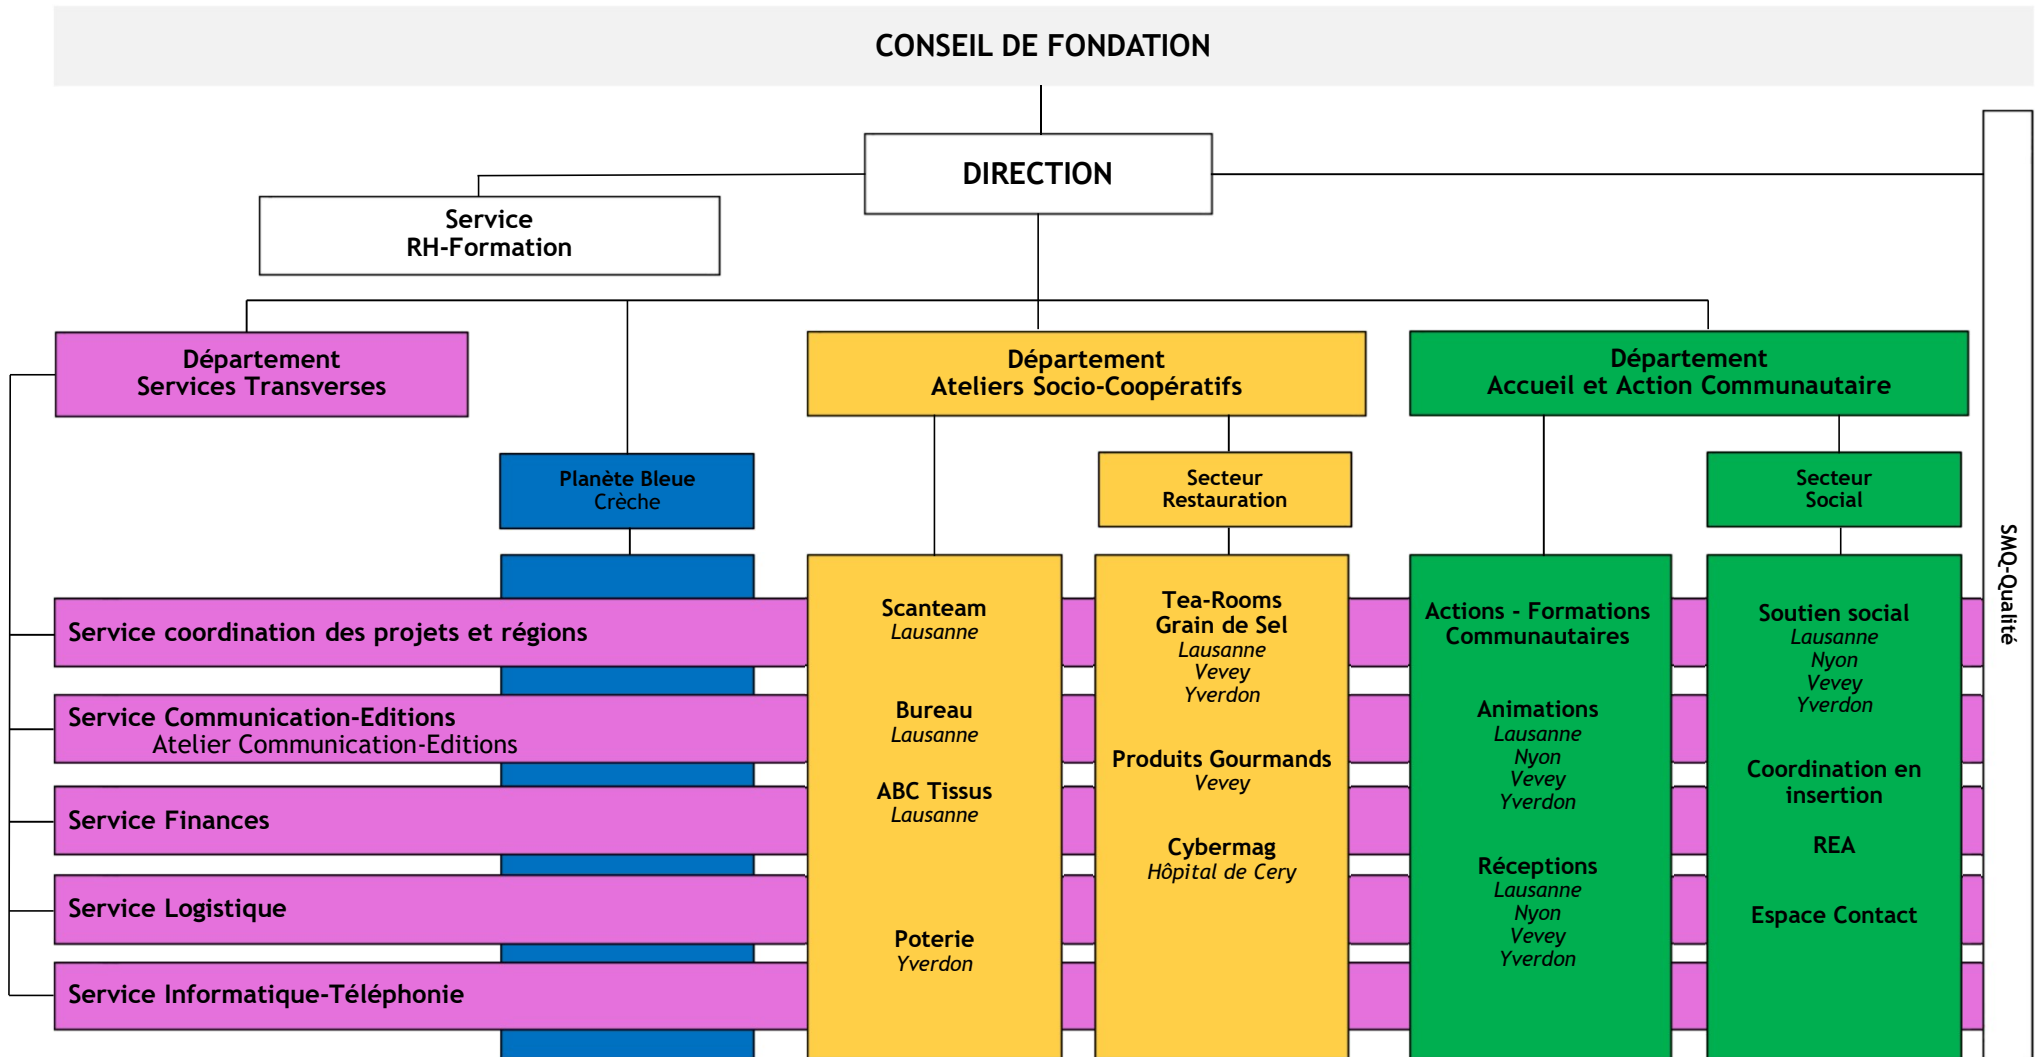 CONSEIL DE FONDATION
DIRECTION
Service
RH-Formation
Département
Services Transverses
Département
Ateliers Socio-Coopératifs
Département
Accueil et Action Communautaire
Planète Bleue
Crèche
Secteur
Restauration
Secteur
Social
SMQ-Qualité
Service coordination des projets et régions
Service Communication-Editions
Atelier Communication-Editions
Service Finances
Service Logistique
Service Informatique-Téléphonie
Scanteam
Lausanne
Bureau
Lausanne
ABC Tissus
Lausanne
Poterie
Yverdon
Tea-Rooms
Grain de Sel
Lausanne
Vevey
Yverdon
Produits Gourmands
Vevey
Cybermag
Hôpital de Cery
Actions - Formations
Communautaires
Animations
Lausanne
Nyon
Vevey
Yverdon
Réceptions
Lausanne
Nyon
Vevey
Yverdon
Soutien social
Lausanne
Nyon
Vevey
Yverdon
Coordination en
insertion
REA
Espace Contact